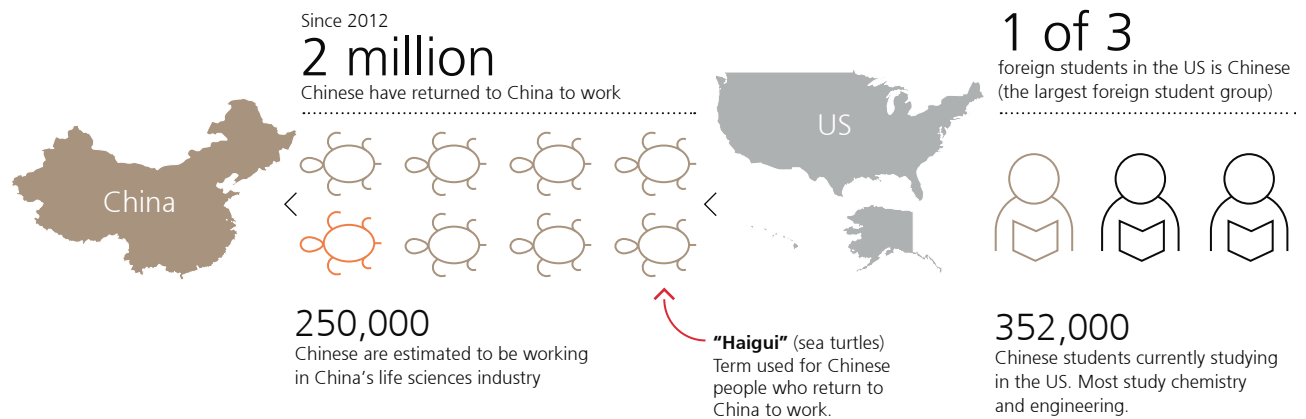 Since 2012
2 million
Chinese have returned to China to work
China
250,000
Chinese are estimated to be working
in China’s life sciences industry
US
“Haigui” (sea turtles)
Term used for Chinese
people who return to
China to work.
1 of 3
foreign students in the US is Chinese
(the largest foreign student group)
352,000
Chinese students currently studying
in the US. Most study chemistry
and engineering.